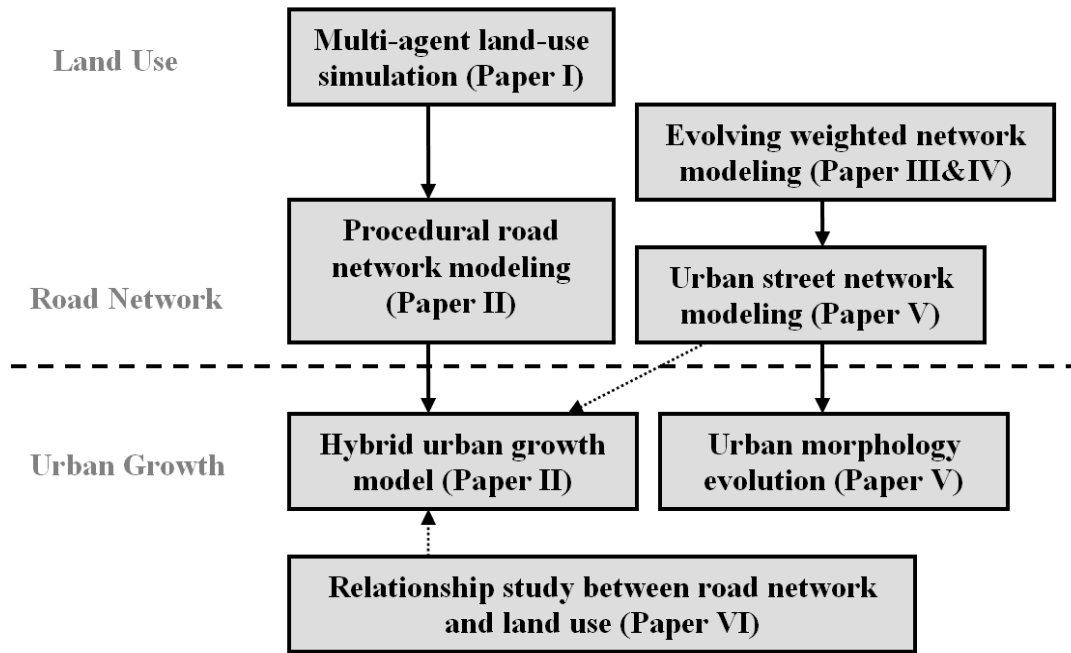 Land Use
Multi-agent land-use
simulation (Paper I)
Evolving weighted network
modeling (Paper III&IV)
Road Network
Procedural road
network modeling
(Paper II)
Urban street network
modeling (Paper V)
Urban Growth
Hybrid urban growth
model (Paper II)
Urban morphology
evolution (Paper V)
Relationship study between road network
and land use (Paper VI)